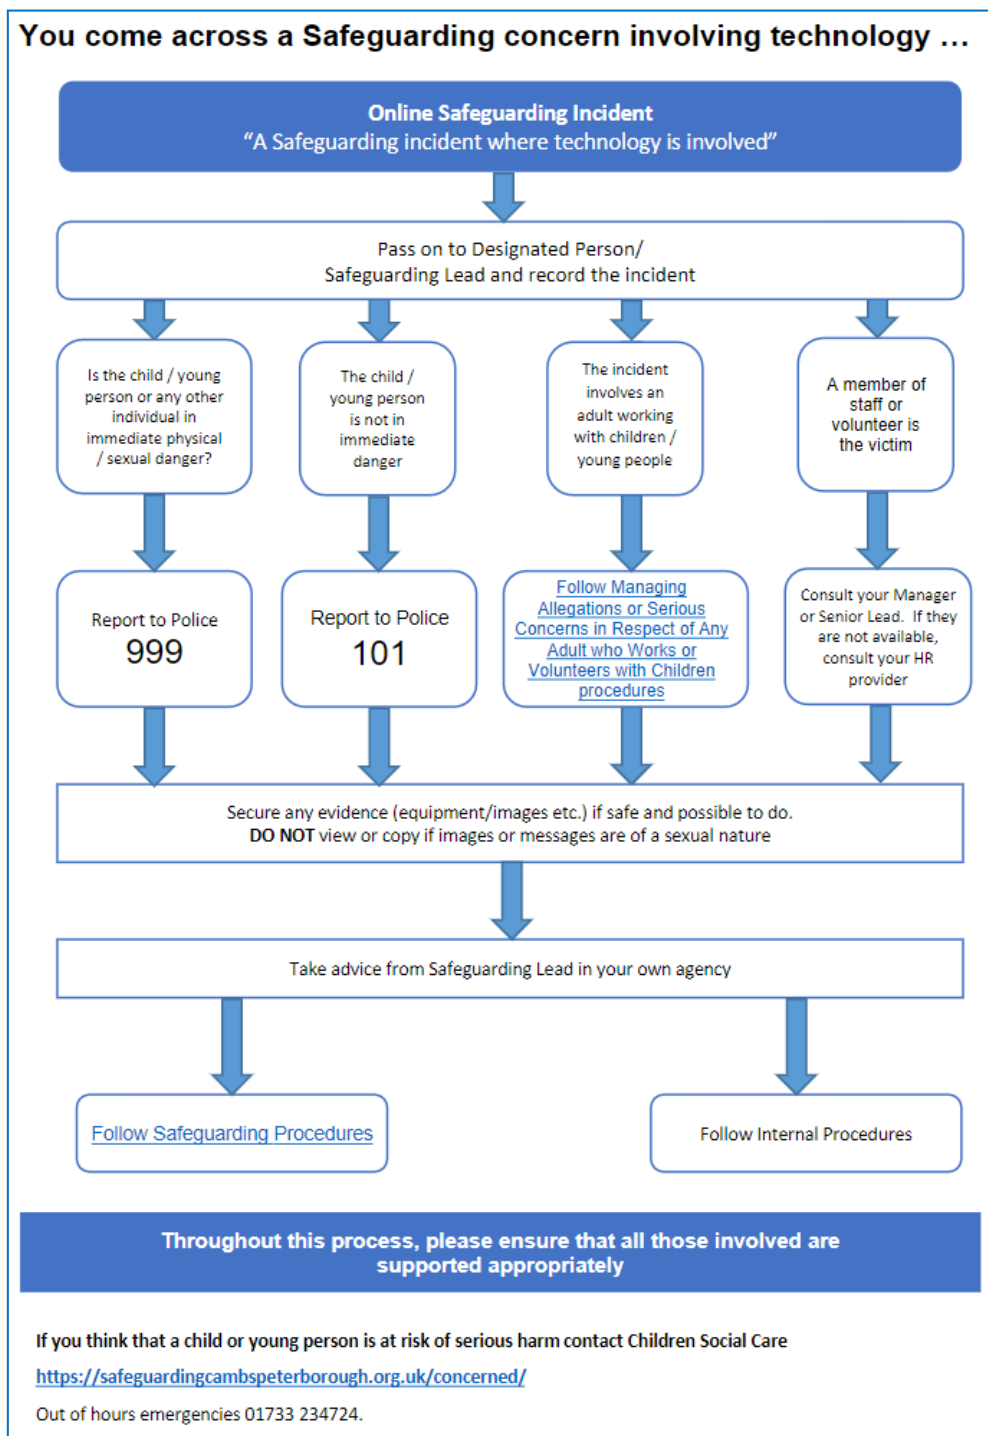 You come across a Safeguarding concern involving technology ...
Online Safeguarding Incident
“A Safeguarding incident where technology is involved”
Pass on to Designated Person/
Safeguarding Lead and record the incident
Is the child / young
person or any other
individual in
immediate physical
/ sexual danger?
The child /
young person
is not in
immediate
danger
The incident
involves an
adult working
with children /
young people
A member of
staff or
volunteer is
the victim
Report to Police
999
Report to Police
101
Follow Managing
Allegations or Serious
Concerns in Respect of Any
Adult who Works or
Volunteers with Children
procedures
Consult your Manager
or Senior Lead.  If they
are not available,
consult your HR
provider
Secure any evidence (equipment/images etc.) if safe and possible to do.
DO NOT view or copy if images or messages are of a sexual nature
Take advice from Safeguarding Lead in your own agency
Follow Safeguarding Procedures
Follow Internal Procedures
Throughout this process, please ensure that all those involved are
supported appropriately
If you think that a child or young person is at risk of serious harm contact Children Social Care
https://safeguardingcambspeterborough.org.uk/concerned/
Out of hours emergencies 01733 234724.